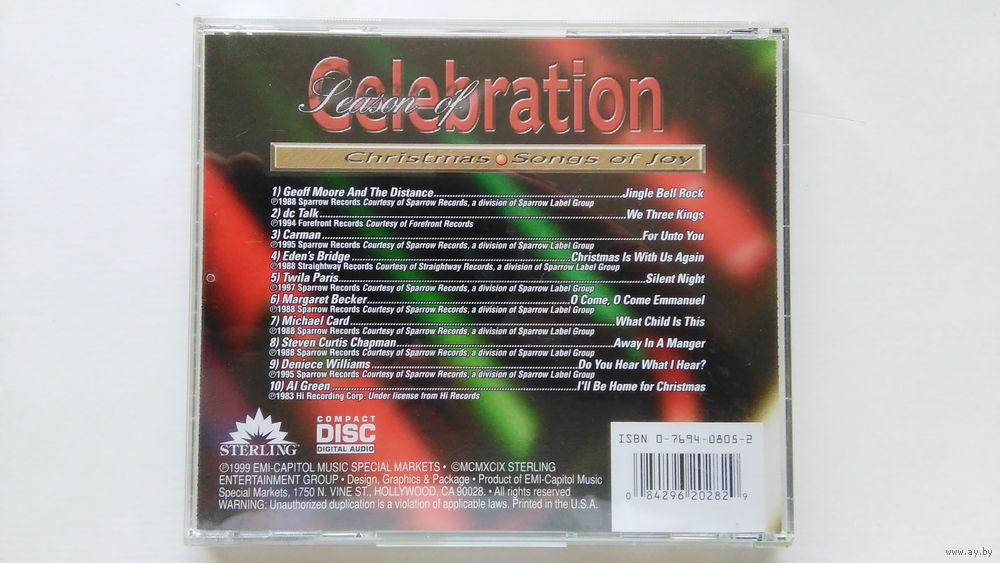 Season of
Celebration
Christmas Songs of Joy
1) Geoff Moore And The Distance Jingle Bell Rock
℗1988 Sparrow Records Courtesy of Sparrow Records, a division of Sparrow Label Group
2) dc Talk We Three Kings
℗1994 Forefront Records Courtesy of Forefront Records
3) Carman For Unto You
℗1995 Sparrow Records Courtesy of Sparrow Records, a division of Sparrow Label Group
4) Eden's Bridge Christmas Is With Us Again
℗1988 Straightway Records Courtesy of Straightway Records, a division of Sparrow Label Group
5) Twila Paris Silent Night
℗1997 Sparrow Records Courtesy of Sparrow Records, a division of Sparrow Label Group
6) Margaret Becker O Come, O Come Emmanuel
℗1988 Sparrow Records Courtesy of Sparrow Records, a division of Sparrow Label Group
7) Michael Card What Child Is This
℗1988 Sparrow Records Courtesy of Sparrow Records, a division of Sparrow Label Group
8) Steven Curtis Chapman Away In A Manger
℗1988 Sparrow Records Courtesy of Sparrow Records, a division of Sparrow Label Group
9) Deniece Williams Do You Hear What I Hear?
℗1995 Sparrow Records Courtesy of Sparrow Records, a division of Sparrow Label Group
10) Al Green I'll Be Home for Christmas
℗1983 Hi Recording Corp. Under license from Hi Records
STERLING™
COMPACT
DISC
DIGITAL AUDIO
℗1999 EMI-CAPITOL MUSIC SPECIAL MARKETS • ©MCMXCIX STERLING
ENTERTAINMENT GROUP • Design, Graphics & Package • Product of EMI-Capitol Music
Special Markets, 1750 N. VINE ST., HOLLYWOOD, CA 90028. • All rights reserved
WARNING: Unauthorized duplication is a violation of applicable laws. Printed in the U.S.A.
ISBN 0-7694-0805-2
0 84296 20282 9
www.ay.by